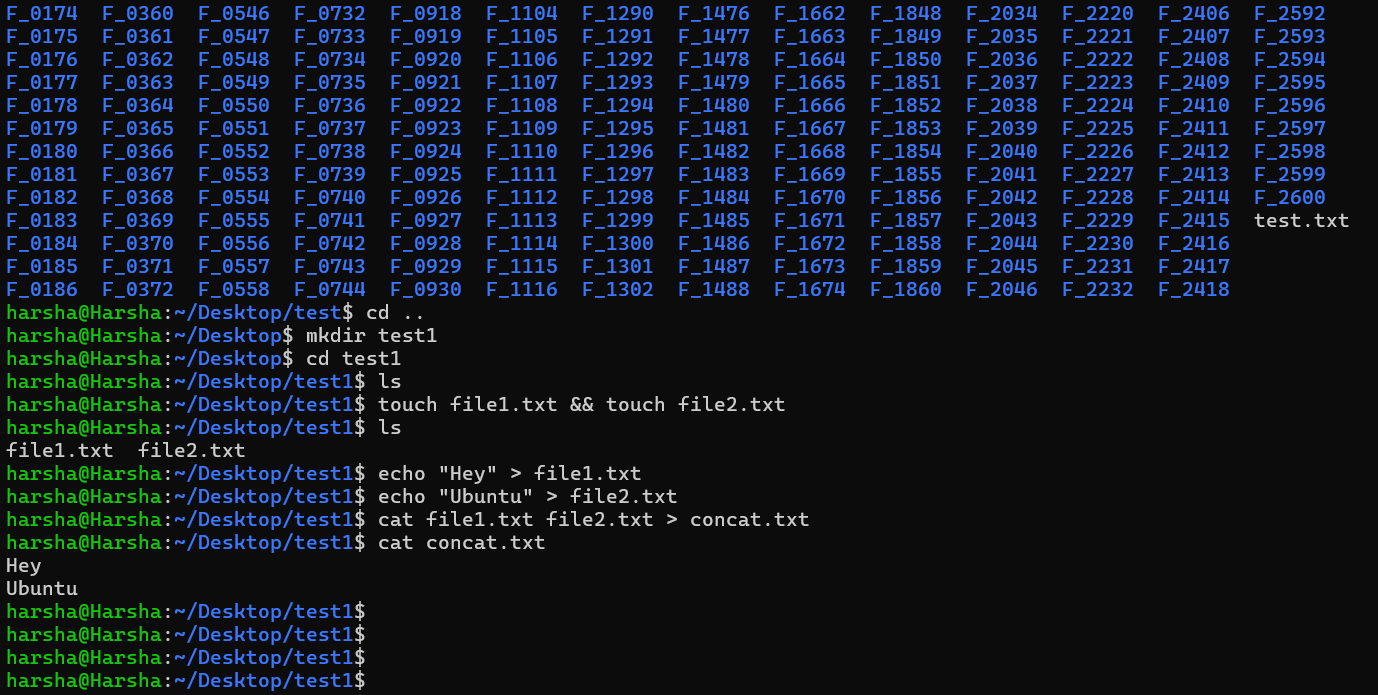 F_0174  F_0360  F_0546  F_0732  F_0918  F_1104  F_1290  F_1476  F_1662  F_1848  F_2034  F_2220  F_2406  F_2592
F_0175  F_0361  F_0547  F_0733  F_0919  F_1105  F_1291  F_1477  F_1663  F_1849  F_2035  F_2221  F_2407  F_2593
F_0176  F_0362  F_0548  F_0734  F_0920  F_1106  F_1292  F_1478  F_1664  F_1850  F_2036  F_2222  F_2408  F_2594
F_0177  F_0363  F_0549  F_0735  F_0921  F_1107  F_1293  F_1479  F_1665  F_1851  F_2037  F_2223  F_2409  F_2595
F_0178  F_0364  F_0550  F_0736  F_0922  F_1108  F_1294  F_1480  F_1666  F_1852  F_2038  F_2224  F_2410  F_2596
F_0179  F_0365  F_0551  F_0737  F_0923  F_1109  F_1295  F_1481  F_1667  F_1853  F_2039  F_2225  F_2411  F_2597
F_0180  F_0366  F_0552  F_0738  F_0924  F_1110  F_1296  F_1482  F_1668  F_1854  F_2040  F_2226  F_2412  F_2598
F_0181  F_0367  F_0553  F_0739  F_0925  F_1111  F_1297  F_1483  F_1669  F_1855  F_2041  F_2227  F_2413  F_2599
F_0182  F_0368  F_0554  F_0740  F_0926  F_1112  F_1298  F_1484  F_1670  F_1856  F_2042  F_2228  F_2414  F_2600
F_0183  F_0369  F_0555  F_0741  F_0927  F_1113  F_1299  F_1485  F_1671  F_1857  F_2043  F_2229  F_2415  test.txt
F_0184  F_0370  F_0556  F_0742  F_0928  F_1114  F_1300  F_1486  F_1672  F_1858  F_2044  F_2230  F_2416
F_0185  F_0371  F_0557  F_0743  F_0929  F_1115  F_1301  F_1487  F_1673  F_1859  F_2045  F_2231  F_2417
F_0186  F_0372  F_0558  F_0744  F_0930  F_1116  F_1302  F_1488  F_1674  F_1860  F_2046  F_2232  F_2418
harsha@Harsha:~/Desktop/test$ cd ..
harsha@Harsha:~/Desktop$ mkdir test1
harsha@Harsha:~/Desktop$ cd test1
harsha@Harsha:~/Desktop/test1$ ls
harsha@Harsha:~/Desktop/test1$ touch file1.txt && touch file2.txt
harsha@Harsha:~/Desktop/test1$ ls
file1.txt  file2.txt
harsha@Harsha:~/Desktop/test1$ echo "Hey" > file1.txt
harsha@Harsha:~/Desktop/test1$ echo "Ubuntu" > file2.txt
harsha@Harsha:~/Desktop/test1$ cat file1.txt file2.txt > concat.txt
harsha@Harsha:~/Desktop/test1$ cat concat.txt
Hey
Ubuntu
harsha@Harsha:~/Desktop/test1$
harsha@Harsha:~/Desktop/test1$
harsha@Harsha:~/Desktop/test1$
harsha@Harsha:~/Desktop/test1$